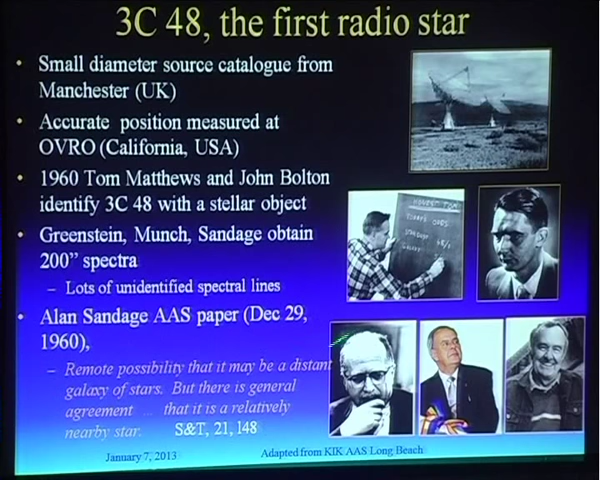 3C 48, the first radio star
• Small diameter source catalogue from
Manchester (UK)
• Accurate position measured at
OVRO (California, USA)
• 1960 Tom Matthews and John Bolton
identify 3C 48 with a stellar object
• Greenstein, Munch, Sandage obtain
200” spectra
– Lots of unidentified spectral lines
• Alan Sandage AAS paper (Dec 29,
1960),
– Remote possibility that it may be a distant
galaxy of stars. But there is general
agreement ... that it is a relatively
nearby star. S&T, 21, 148
January 7, 2013
Adapted from KIK AAS Long Beach